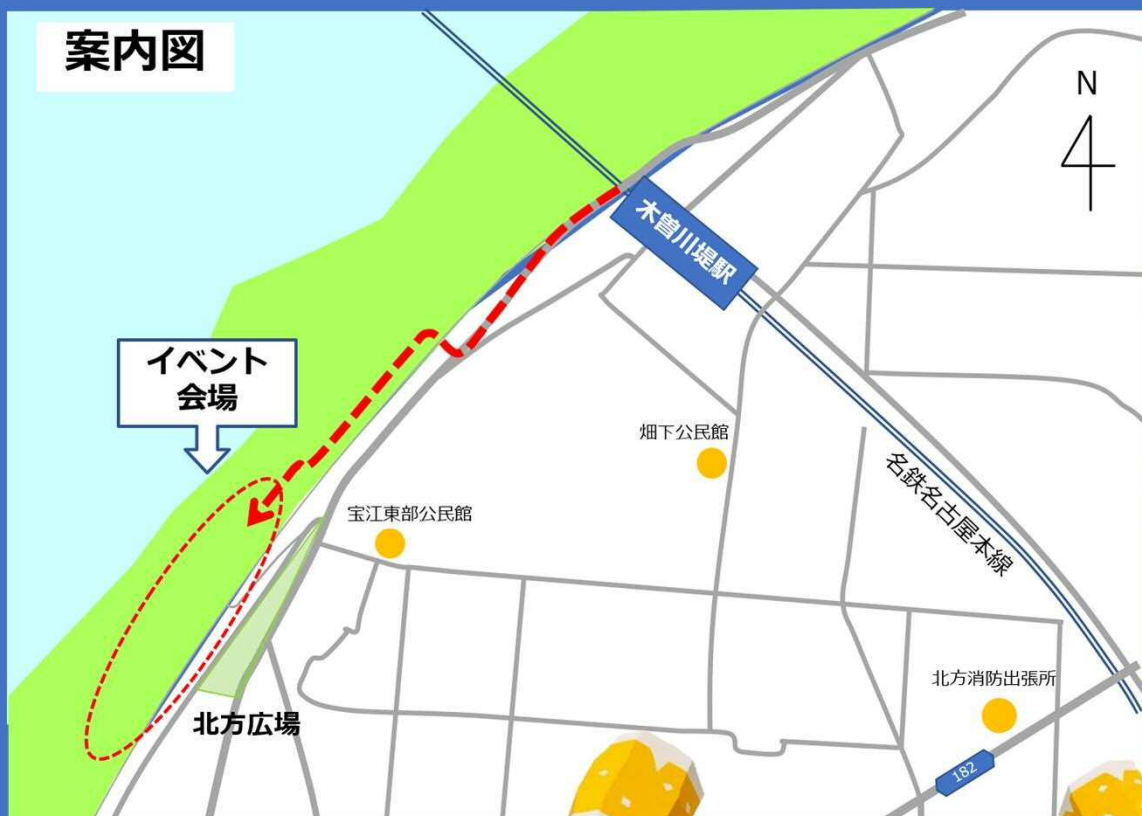 案内図
N
木曽川堤駅
イベント
会場
畑下公民館
名鉄名古屋本線
宝江東部公民館
北方消防出張所
北方広場
182